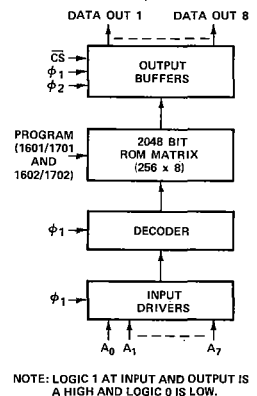 DATA OUT 1 DATA OUT 8
CS
ϕ1
ϕ2
OUTPUT
BUFFERS
PROGRAM
(1601/1701
AND
1602/1702)
2048 BIT
ROM MATRIX
(256 x 8)
ϕ1
DECODER
ϕ1
INPUT
DRIVERS
A0 A1 A7
NOTE: LOGIC 1 AT INPUT AND OUTPUT IS
A HIGH AND LOGIC 0 IS LOW.